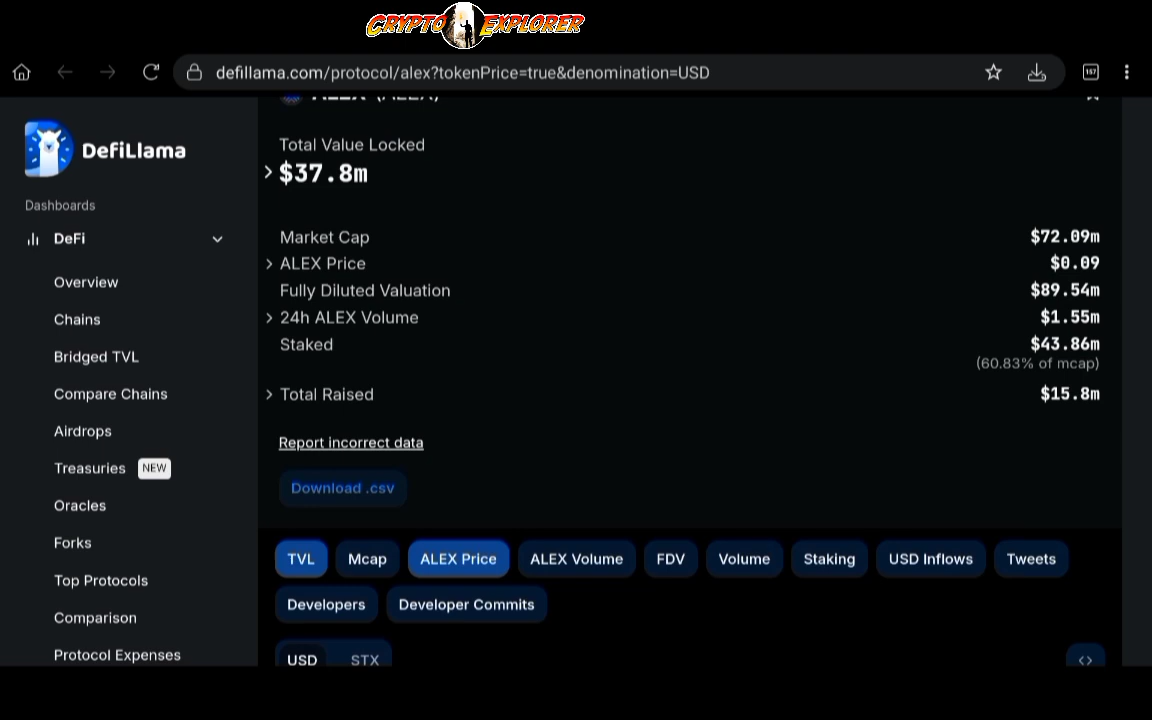 CRYPTO EXPLORER
defillama.com/protocol/alex?tokenPrice=true&denomination=USD
157
ALEX (ALEX)
DefiLlama
Dashboards
DeFi
Overview
Chains
Bridged TVL
Compare Chains
Airdrops
Treasuries NEW
Oracles
Forks
Top Protocols
Comparison
Protocol Expenses
Total Value Locked
$37.8m
Market Cap $72.09m
ALEX Price $0.09
Fully Diluted Valuation $89.54m
24h ALEX Volume $1.55m
Staked $43.86m
(60.83% of mcap)
Total Raised $15.8m
Report incorrect data
Download .csv
TVL Mcap ALEX Price ALEX Volume FDV Volume Staking USD Inflows Tweets
Developers Developer Commits
USD STX